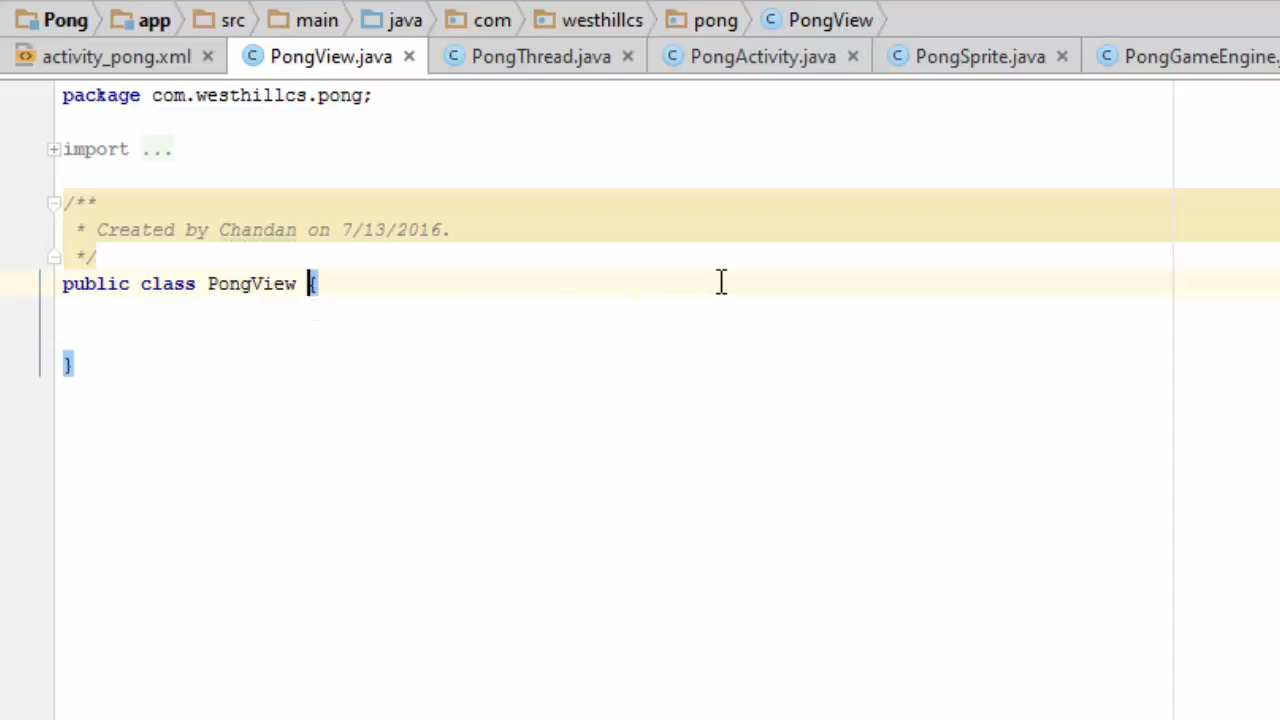 Pong app src main java com westhillcs pong PongView
activity_pong.xml PongView.java PongThread.java PongActivity.java PongSprite.java PongGameEngine.
package com.westhillcs.pong;
import ...
/**
* Created by Chandan on 7/13/2016.
*/
public class PongView {
}